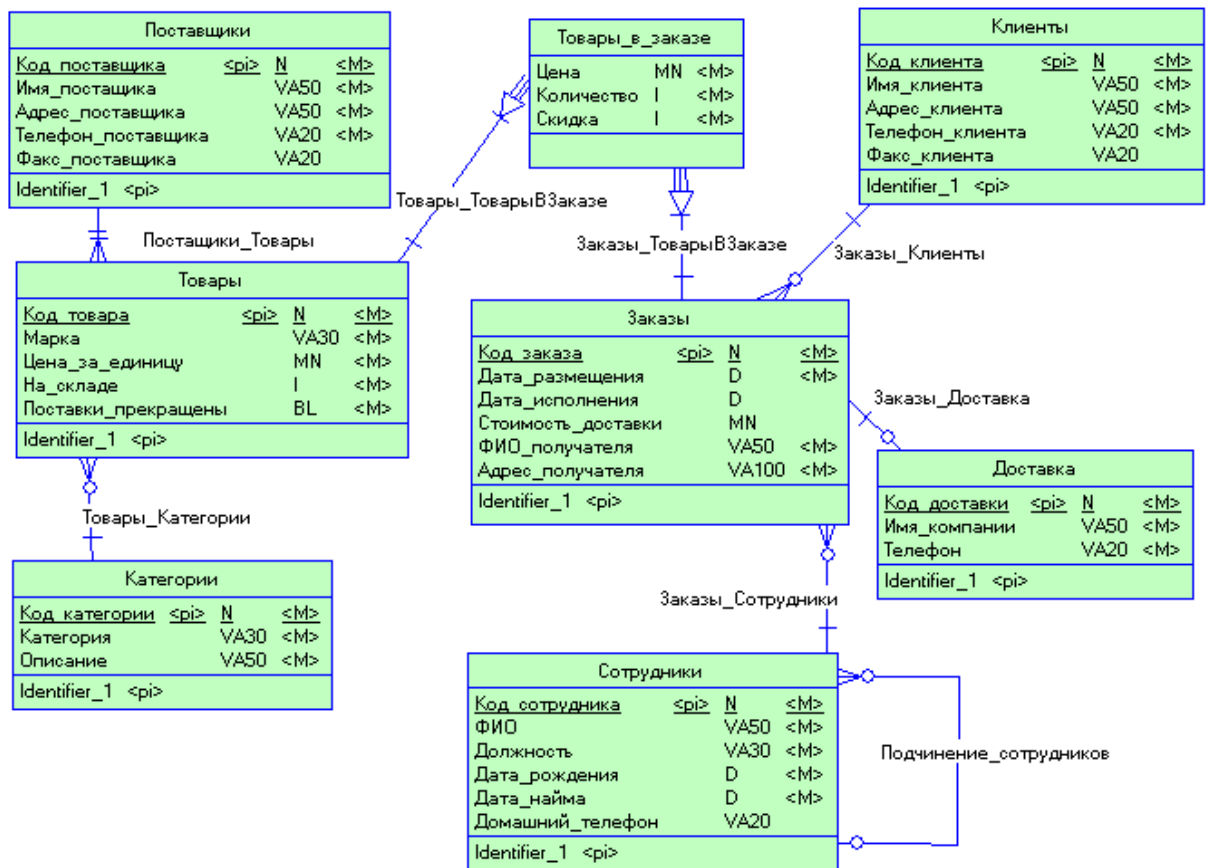 Поставщики
Код_поставщика <pi> N <M>
Имя_постащика VA50 <M>
Адрес_поставщика VA50 <M>
Телефон_поставщика VA20 <M>
Факс_поставщика VA20
Identifier_1 <pi>
Товары_в_заказе
Цена MN <M>
Количество I <M>
Скидка I <M>
Клиенты
Код_клиента <pi> N <M>
Имя_клиента VA50 <M>
Адрес_клиента VA50 <M>
Телефон_клиента VA20 <M>
Факс_клиента VA20
Identifier_1 <pi>
Товары_ТоварыВЗаказе
Постащики_Товары
Заказы_ТоварыВЗаказе
Заказы_Клиенты
Товары
Код_товара <pi> N <M>
Марка VA30 <M>
Цена_за_единицу MN <M>
На_складе I <M>
Поставки_прекращены BL <M>
Identifier_1 <pi>
Заказы
Код_заказа <pi> N <M>
Дата_размещения D <M>
Дата_исполнения D
Стоимость_доставки MN
ФИО_получателя VA50 <M>
Адрес_получателя VA100 <M>
Identifier_1 <pi>
Заказы_Доставка
Доставка
Код_доставки <pi> N <M>
Имя_компании VA50 <M>
Телефон VA20 <M>
Identifier_1 <pi>
Товары_Категории
Категории
Код_категории <pi> N <M>
Категория VA30 <M>
Описание VA50 <M>
Identifier_1 <pi>
Заказы_Сотрудники
Сотрудники
Код_сотрудника <pi> N <M>
ФИО VA50 <M>
Должность VA30 <M>
Дата_рождения D <M>
Дата_найма D <M>
Домашний_телефон VA20
Identifier_1 <pi>
Подчинение_сотрудников